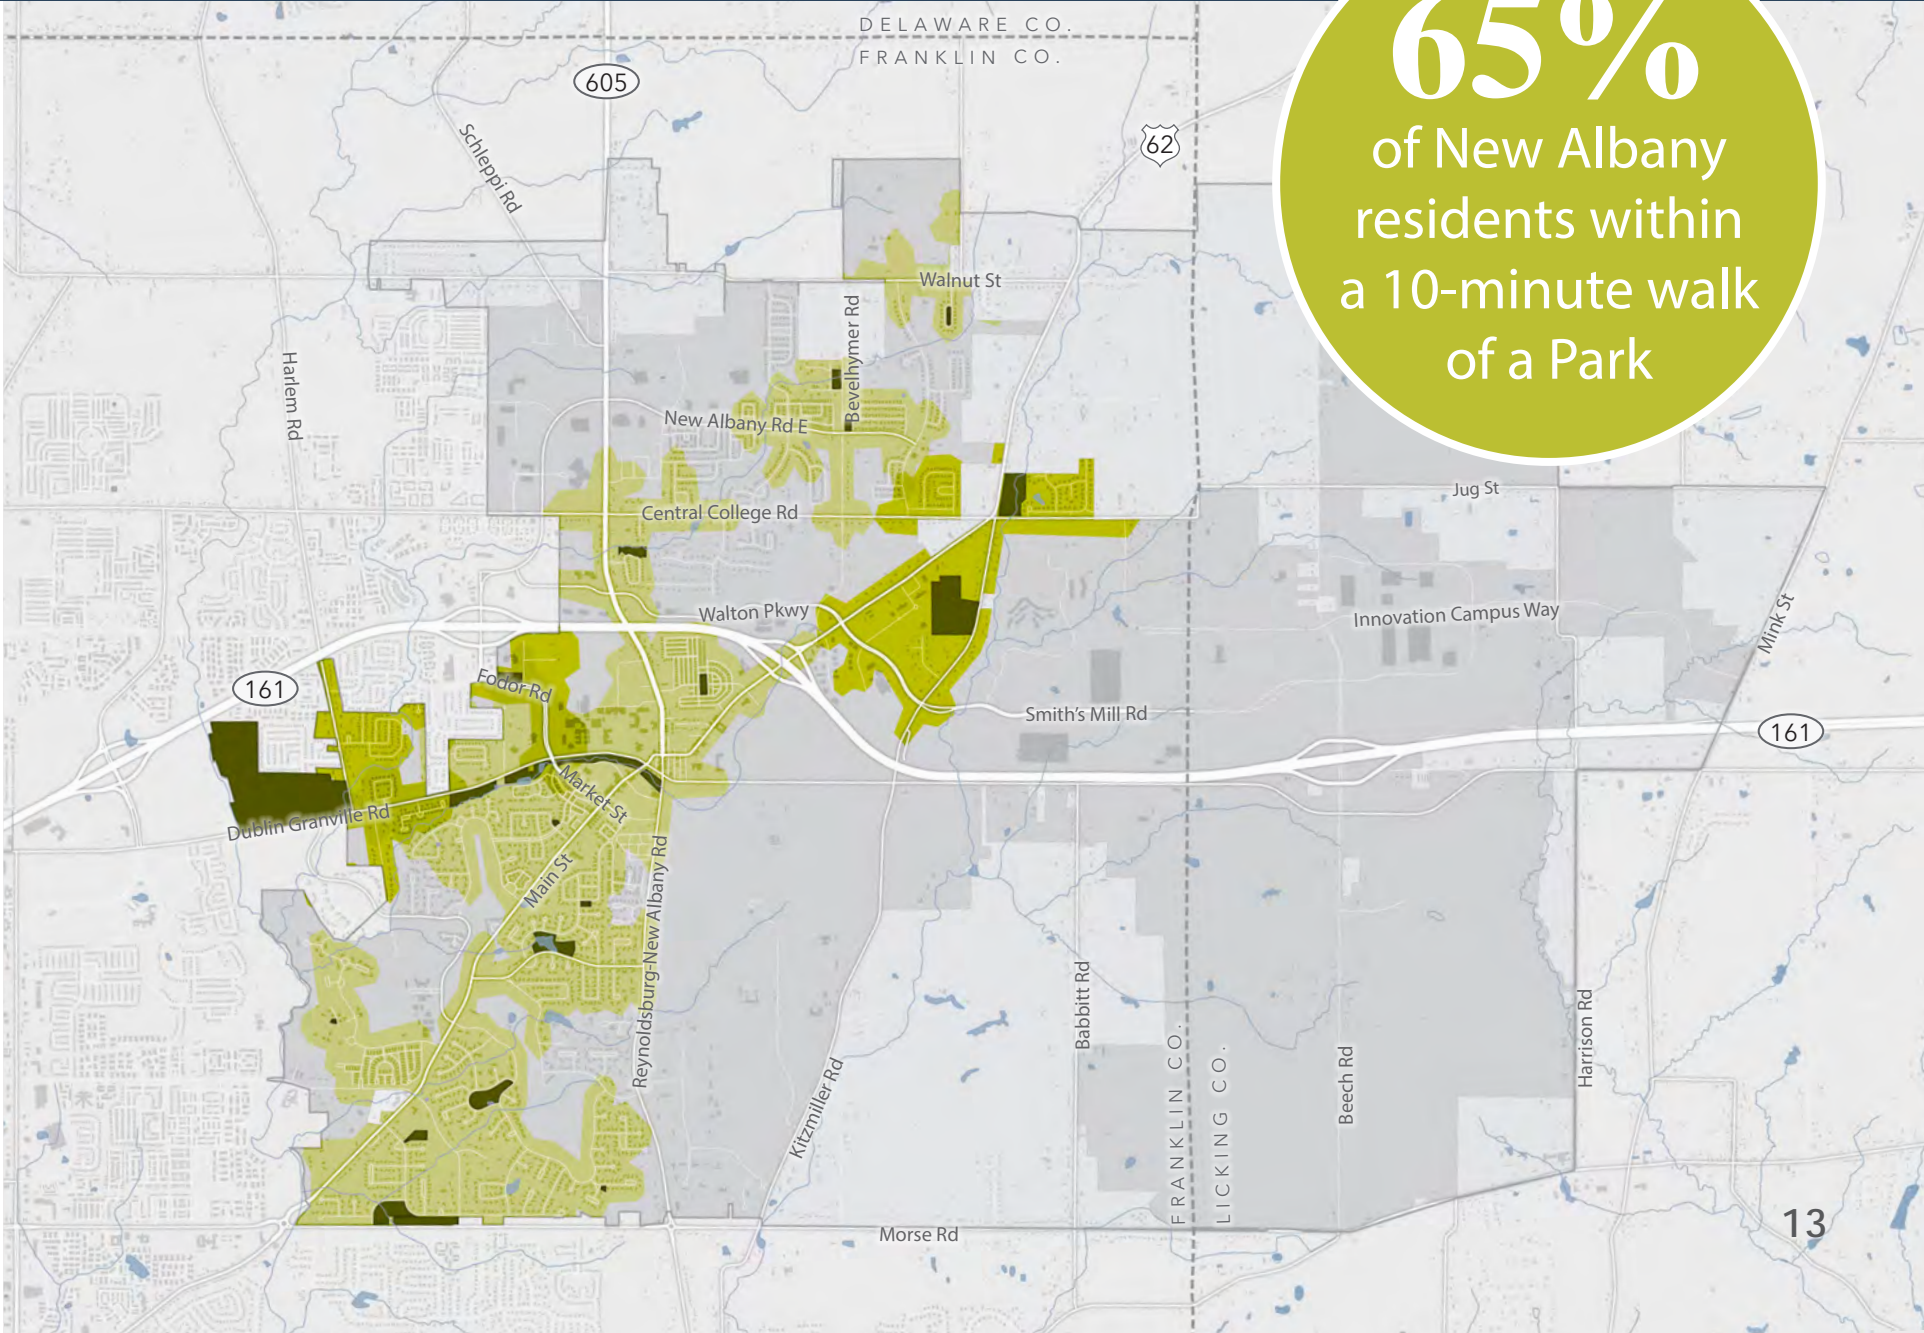 DELAWARE CO.
FRANKLIN CO.
65%
of New Albany
residents within
a 10-minute walk
of a Park
605
62
Schleppi Rd
Walnut St
Bevelhymer Rd
Harlem Rd
New Albany Rd E
Central College Rd
Jug St
Walton Pkwy
Innovation Campus Way
Mink St
Fodor Rd
161
Smith's Mill Rd
161
Market St
Dublin Granville Rd
Main St
Reynoldsburg-New Albany Rd
Babbitt Rd
Kitzmiller Rd
FRANKLIN CO.
LICKING CO.
Beech Rd
Harrison Rd
Morse Rd
13